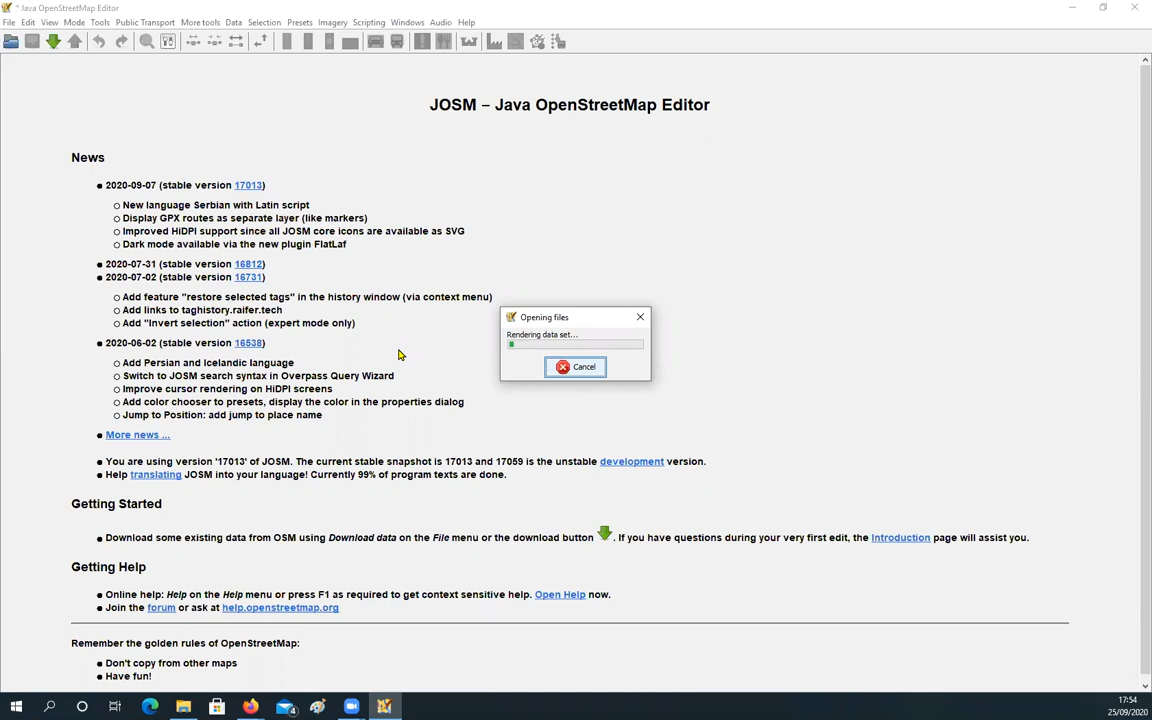 * Java OpenStreetMap Editor
File Edit View Mode Tools Public Transport More tools Data Selection Presets Imagery Scripting Windows Audio Help
JOSM – Java OpenStreetMap Editor
News
2020-09-07 (stable version 17013)
New language Serbian with Latin script
Display GPX routes as separate layer (like markers)
Improved HiDPI support since all JOSM core icons are available as SVG
Dark mode available via the new plugin FlatLaf
2020-07-31 (stable version 16812)
2020-07-02 (stable version 16731)
Add feature "restore selected tags" in the history window (via context menu)
Add links to taghistory.raifer.tech
Add "Invert selection" action (expert mode only)
2020-06-02 (stable version 16538)
Add Persian and Icelandic language
Switch to JOSM search syntax in Overpass Query Wizard
Improve cursor rendering on HiDPI screens
Add color chooser to presets, display the color in the properties dialog
Jump to Position: add jump to place name
More news ...
You are using version '17013' of JOSM. The current stable snapshot is 17013 and 17059 is the unstable development version.
Help translating JOSM into your language! Currently 99% of program texts are done.
Getting Started
Download some existing data from OSM using Download data on the File menu or the download button . If you have questions during your very first edit, the Introduction page will assist you.
Getting Help
Online help: Help on the Help menu or press F1 as required to get context sensitive help. Open Help now.
Join the forum or ask at help.openstreetmap.org
Remember the golden rules of OpenStreetMap:
Don't copy from other maps
Have fun!
Opening files
Rendering data set...
Cancel
4
17:54
25/09/2020